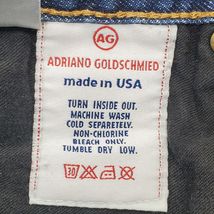 AG
ADRIANO GOLDSCHMIED
made in USA
TURN INSIDE OUT.
MACHINE WASH
COLD SEPARETELY.
NON-CHLORINE
BLEACH ONLY.
TUMBLE DRY LOW.
30